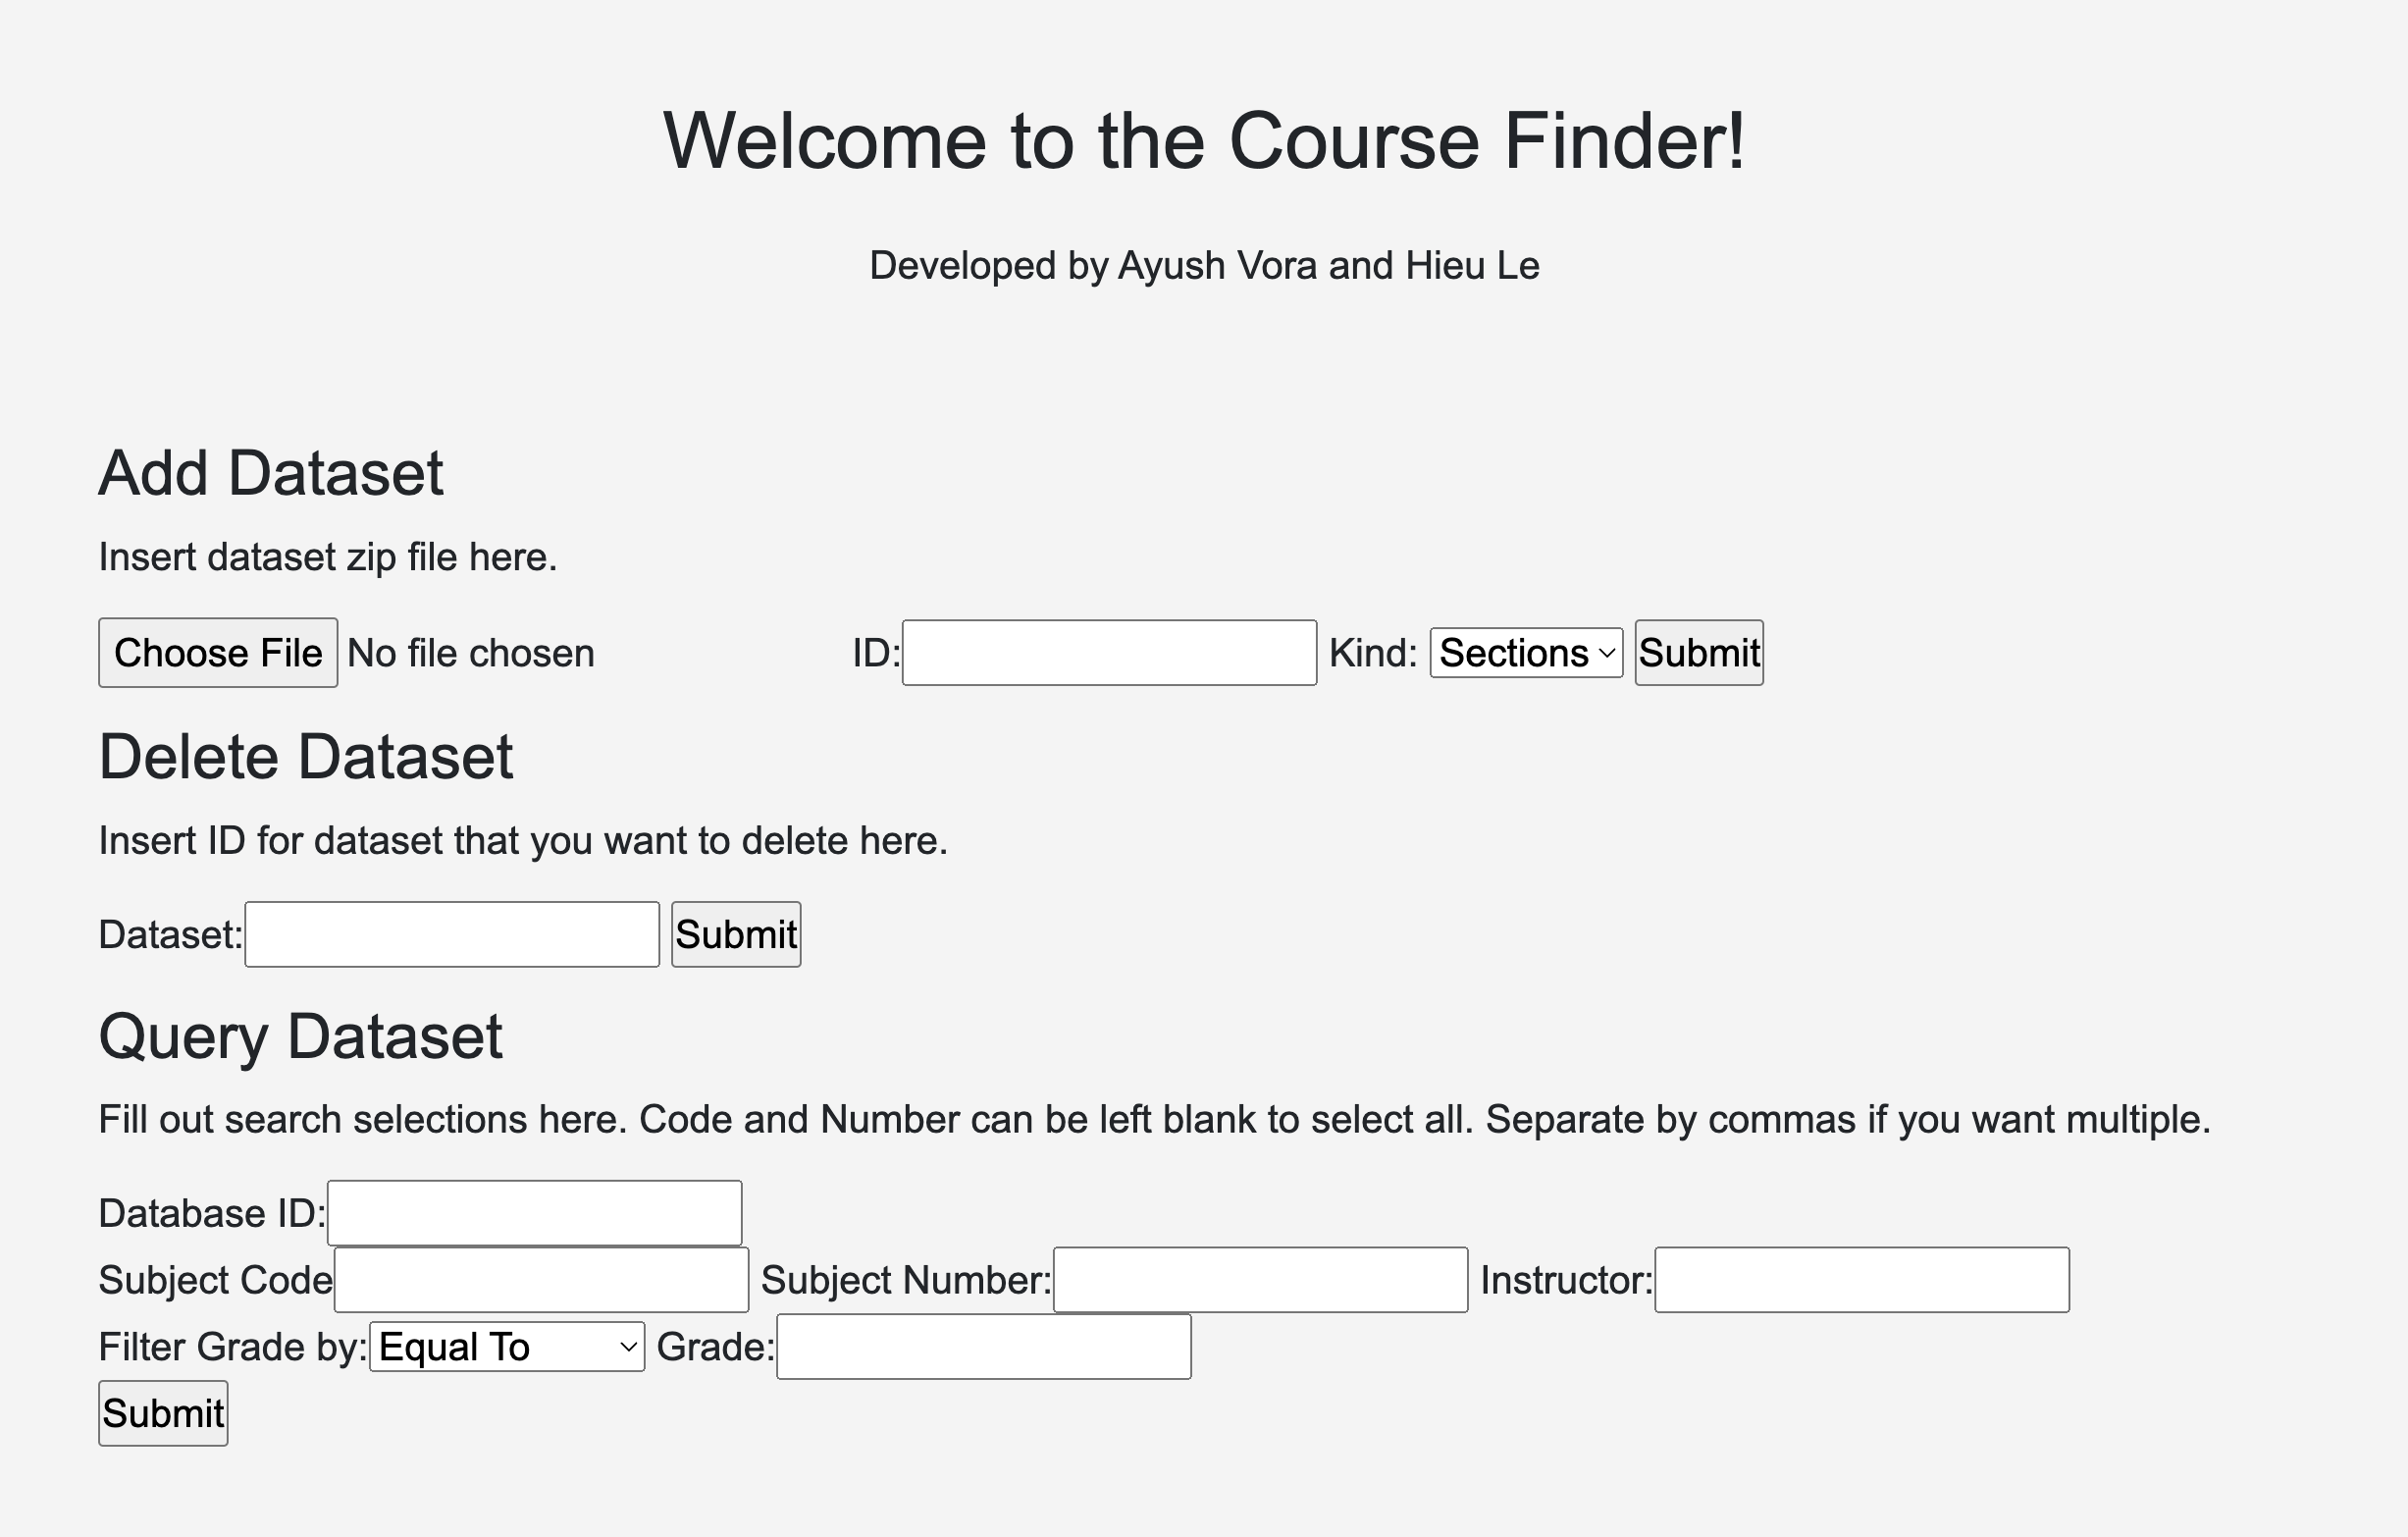 Welcome to the Course Finder!
Developed by Ayush Vora and Hieu Le
Add Dataset
Insert dataset zip file here.
Choose File No file chosen ID: Kind: Sections Submit
Delete Dataset
Insert ID for dataset that you want to delete here.
Dataset: Submit
Query Dataset
Fill out search selections here. Code and Number can be left blank to select all. Separate by commas if you want multiple.
Database ID:
Subject Code Subject Number: Instructor:
Filter Grade by: Equal To Grade:
Submit